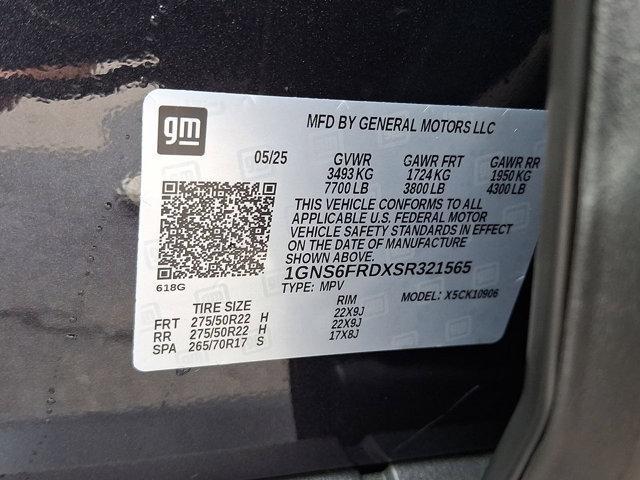 gm
MFD BY GENERAL MOTORS LLC
05/25 GVWR GAWR FRT GAWR RR
3493 KG 1724 KG 1950 KG
7700 LB 3800 LB 4300 LB
THIS VEHICLE CONFORMS TO ALL
APPLICABLE U.S. FEDERAL MOTOR
VEHICLE SAFETY STANDARDS IN EFFECT
ON THE DATE OF MANUFACTURE
SHOWN ABOVE.
1GNS6FRDXSR321565
618G TYPE: MPV MODEL: X5CK10906
TIRE SIZE RIM
FRT 275/50R22 H 22X9J
RR 275/50R22 H 22X9J
SPA 265/70R17 S 17X8J